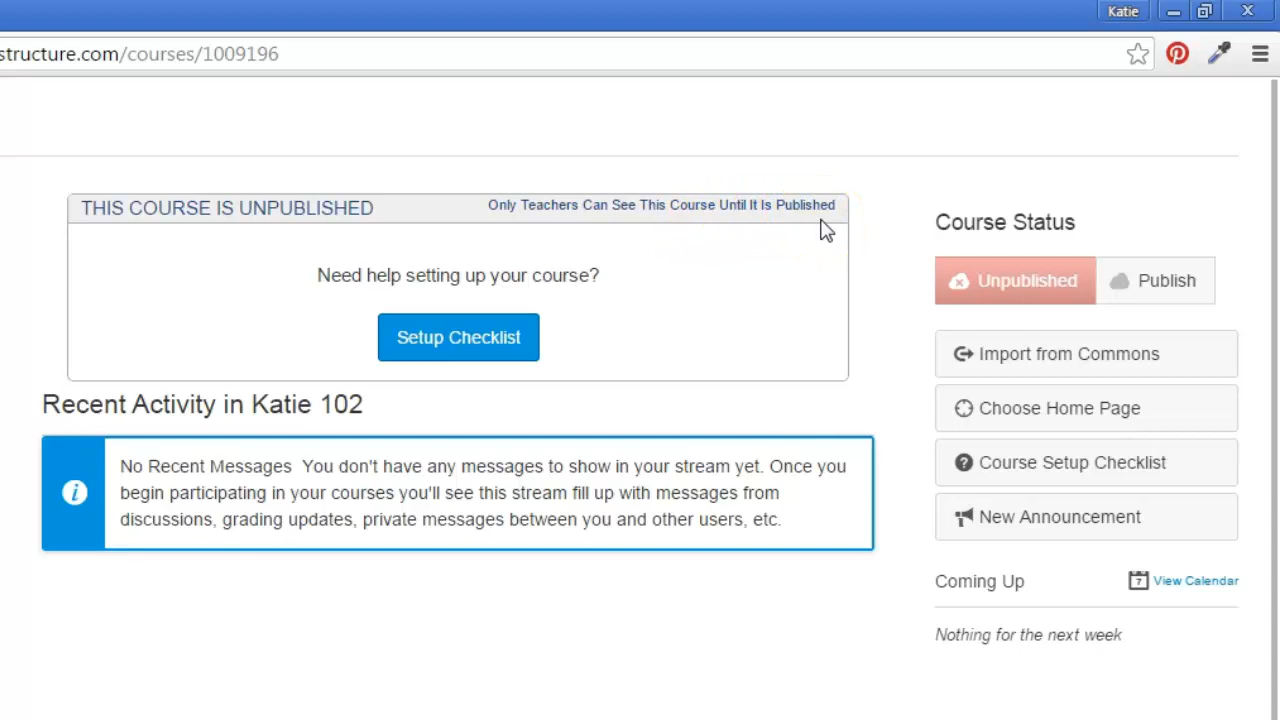 Katie
structure.com/courses/1009196
THIS COURSE IS UNPUBLISHED
Only Teachers Can See This Course Until It Is Published
Need help setting up your course?
Setup Checklist
Recent Activity in Katie 102
No Recent Messages  You don't have any messages to show in your stream yet. Once you
begin participating in your courses you'll see this stream fill up with messages from
discussions, grading updates, private messages between you and other users, etc.
Course Status
Unpublished
Publish
Import from Commons
Choose Home Page
Course Setup Checklist
New Announcement
Coming Up
7
View Calendar
Nothing for the next week